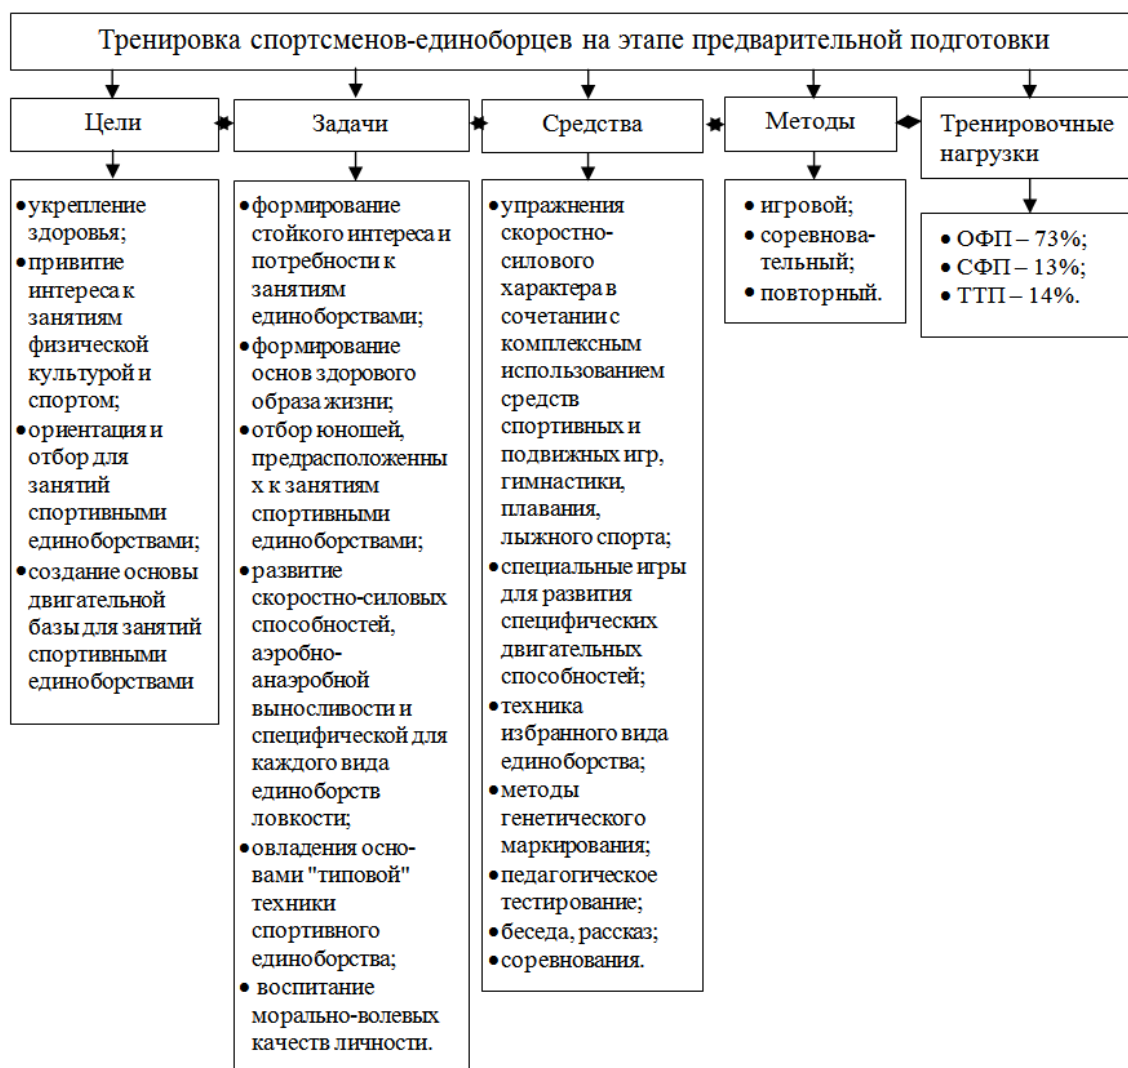 Тренировка спортсменов-единоборцев на этапе предварительной подготовки
Цели
Задачи
Средства
Методы
Тренировочные
нагрузки
•укрепление
здоровья;
•привитие
интереса к
занятиям
физической
культурой и
спортом;
•ориентация и
отбор для
занятий
спортивными
единоборствами;
•создание основы
двигательной
базы для занятий
спортивными
единоборствами
•формирование
стойкого интереса и
потребности к
занятиям
единоборствами;
•формирование
основ здорового
образа жизни;
•отбор юношей,
предрасположенны
х к занятиям
спортивными
единоборствами;
•развитие
скоростно-силовых
способностей,
аэробно-
анаэробной
выносливости и
специфической для
каждого вида
единоборств
ловкости;
•овладения осно-
вами "типовой"
техники
спортивного
единоборства;
• воспитание
морально-волевых
качеств личности.
•упражнения
скоростно-
силового
характера в
сочетании с
комплексным
использованием
средств
спортивных и
подвижных игр,
гимнастики,
плавания,
лыжного спорта;
•специальные игры
для развития
специфических
двигательных
способностей;
•техника
избранного вида
единоборства;
•методы
генетического
маркирования;
•педагогическое
тестирование;
•беседа, рассказ;
•соревнования.
• игровой;
• соревнова-
тельный;
• повторный.
• ОФП – 73%;
• СФП – 13%;
• ТТП – 14%.